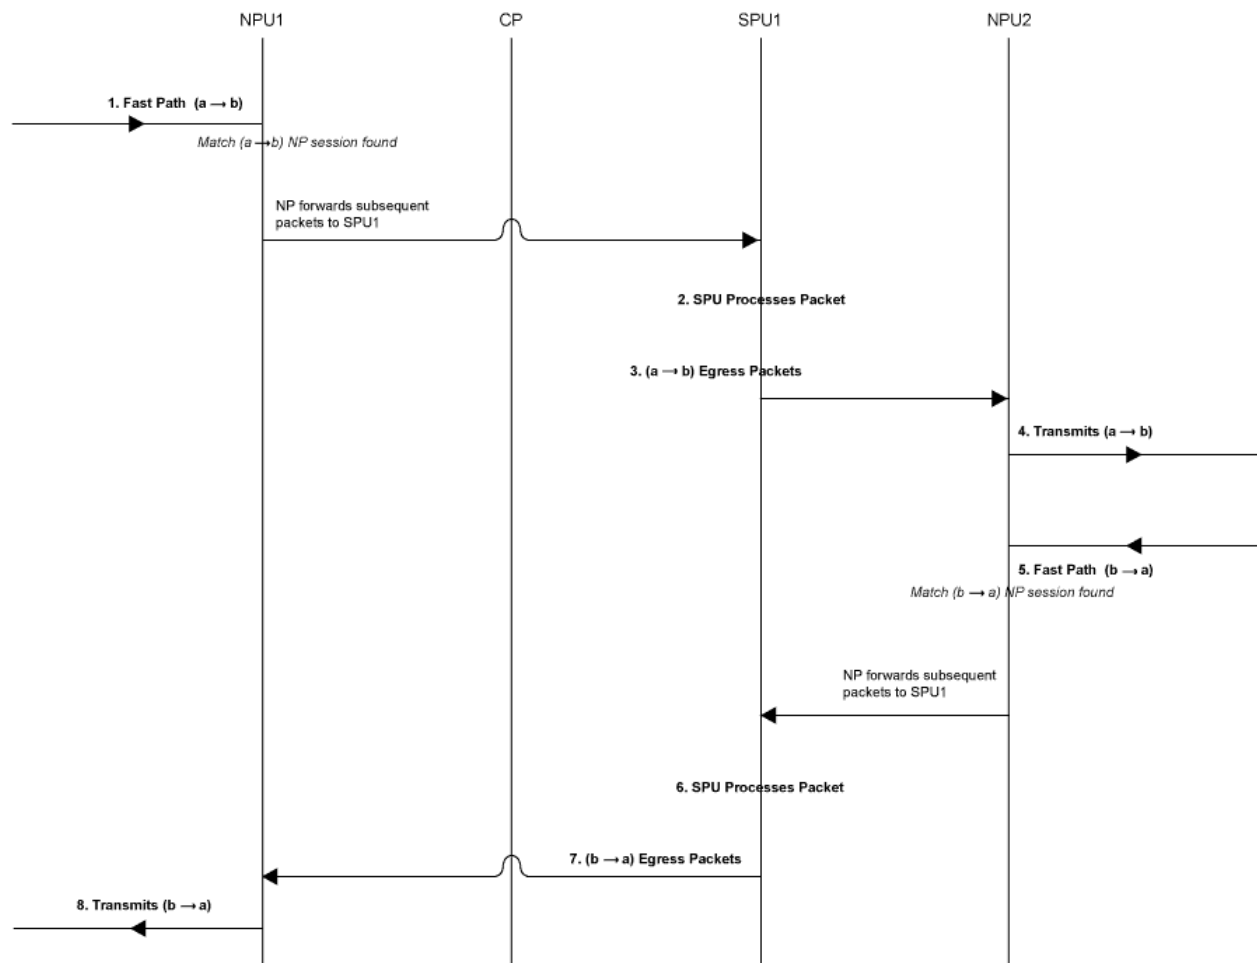 NPU1 CP SPU1 NPU2
1. Fast Path (a → b)
Match (a → b) NP session found
NP forwards subsequent
packets to SPU1
2. SPU Processes Packet
3. (a → b) Egress Packets
4. Transmits (a → b)
5. Fast Path (b → a)
Match (b → a) NP session found
NP forwards subsequent
packets to SPU1
6. SPU Processes Packet
7. (b → a) Egress Packets
8. Transmits (b → a)